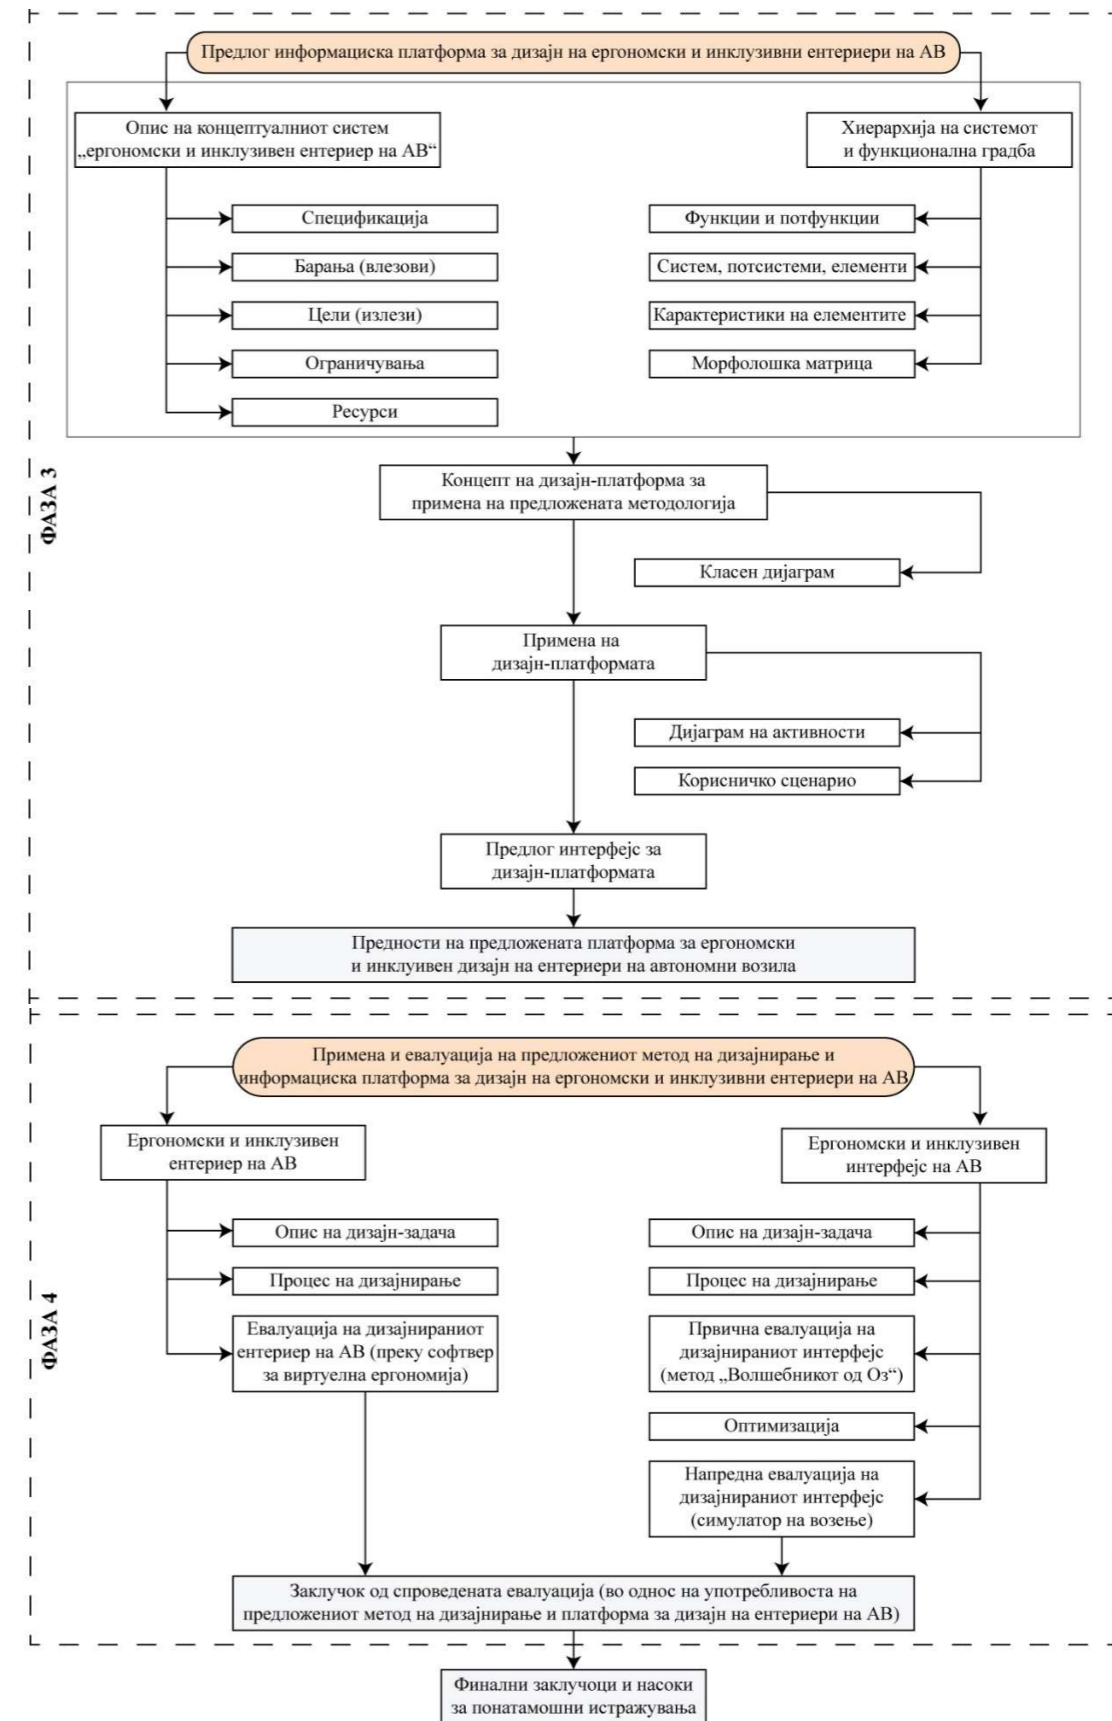 ФАЗА 3
Предлог информациска платформа за дизајн на ергономски и инклузивни ентериери на АВ
Опис на концептуалниот систем
„ергономски и инклузивен ентериер на АВ“
Спецификација
Барања (влезови)
Цели (излези)
Ограничувања
Ресурси
Хиерархија на системот
и функционална градба
Функции и потфункции
Систем, потсистеми, елементи
Карактеристики на елементите
Морфолошка матрица
Концепт на дизајн-платформа за
примена на предложената методологија
Класен дијаграм
Примена на
дизајн-платформата
Дијаграм на активности
Корисничко сценарио
Предлог интерфејс за
дизајн-платформата
Предности на предложената платформа за ергономски
и инклуивен дизајн на ентериери на автономни возила
ФАЗА 4
Примена и евалуација на предложениот метод на дизајнирање и
информациска платформа за дизајн на ергономски и инклузивни ентериери на АВ
Ергономски и инклузивен
ентериер на АВ
Опис на дизајн-задача
Процес на дизајнирање
Евалуација на дизајнираниот
ентериер на АВ (преку софтвер
за виртуелна ергономија)
Ергономски и инклузивен
интерфејс на АВ
Опис на дизајн-задача
Процес на дизајнирање
Првична евалуација на
дизајнираниот интерфејс
(метод „Волшебникот од Оз“)
Оптимизација
Напредна евалуација на
дизајнираниот интерфејс
(симулатор на возење)
Заклучок од спроведената евалуација (во однос на употребливоста на
предложениот метод на дизајнирање и платформа за дизајн на ентериери на АВ)
Финални заклучоци и насоки
за понатамошни истражувања